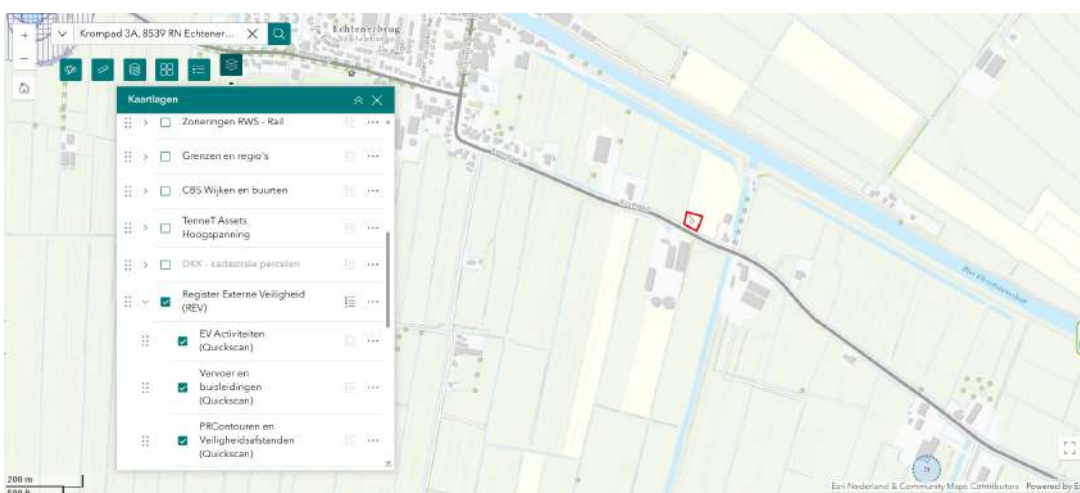 Krompad 3A, 8539 RN Echtener...
Echtenerbrug
Kaartlagen
Zoneringen RWS - Rail
Grenzen en regio's
CBS Wijken en buurten
TenneT Assets
Hoogspanning
DKK - kadastrale percelen
Register Externe Veiligheid
(REV)
EV Activiteiten
(Quickscan)
Vervoer en
buisleidingen
(Quickscan)
PRContouren en
Veiligheidsafstanden
(Quickscan)
200 m
Esri Nederland & Community Maps Contributors Powered by E